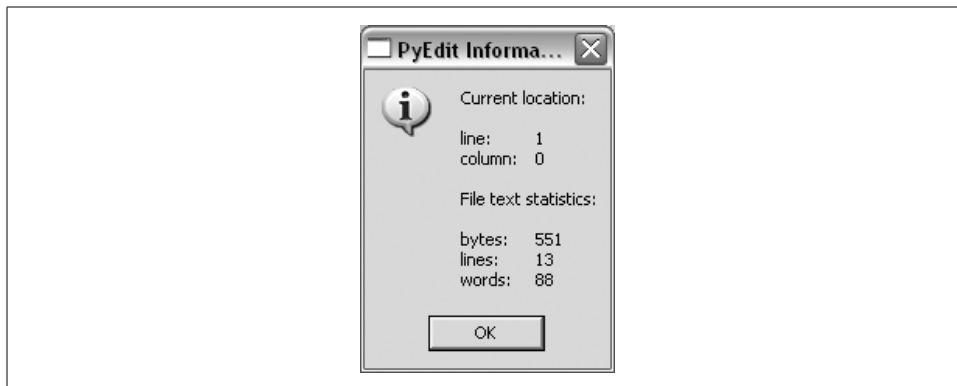 PyEdit Informa...
Current location:
line: 1
column: 0
File text statistics:
bytes: 551
lines: 13
words: 88
OK